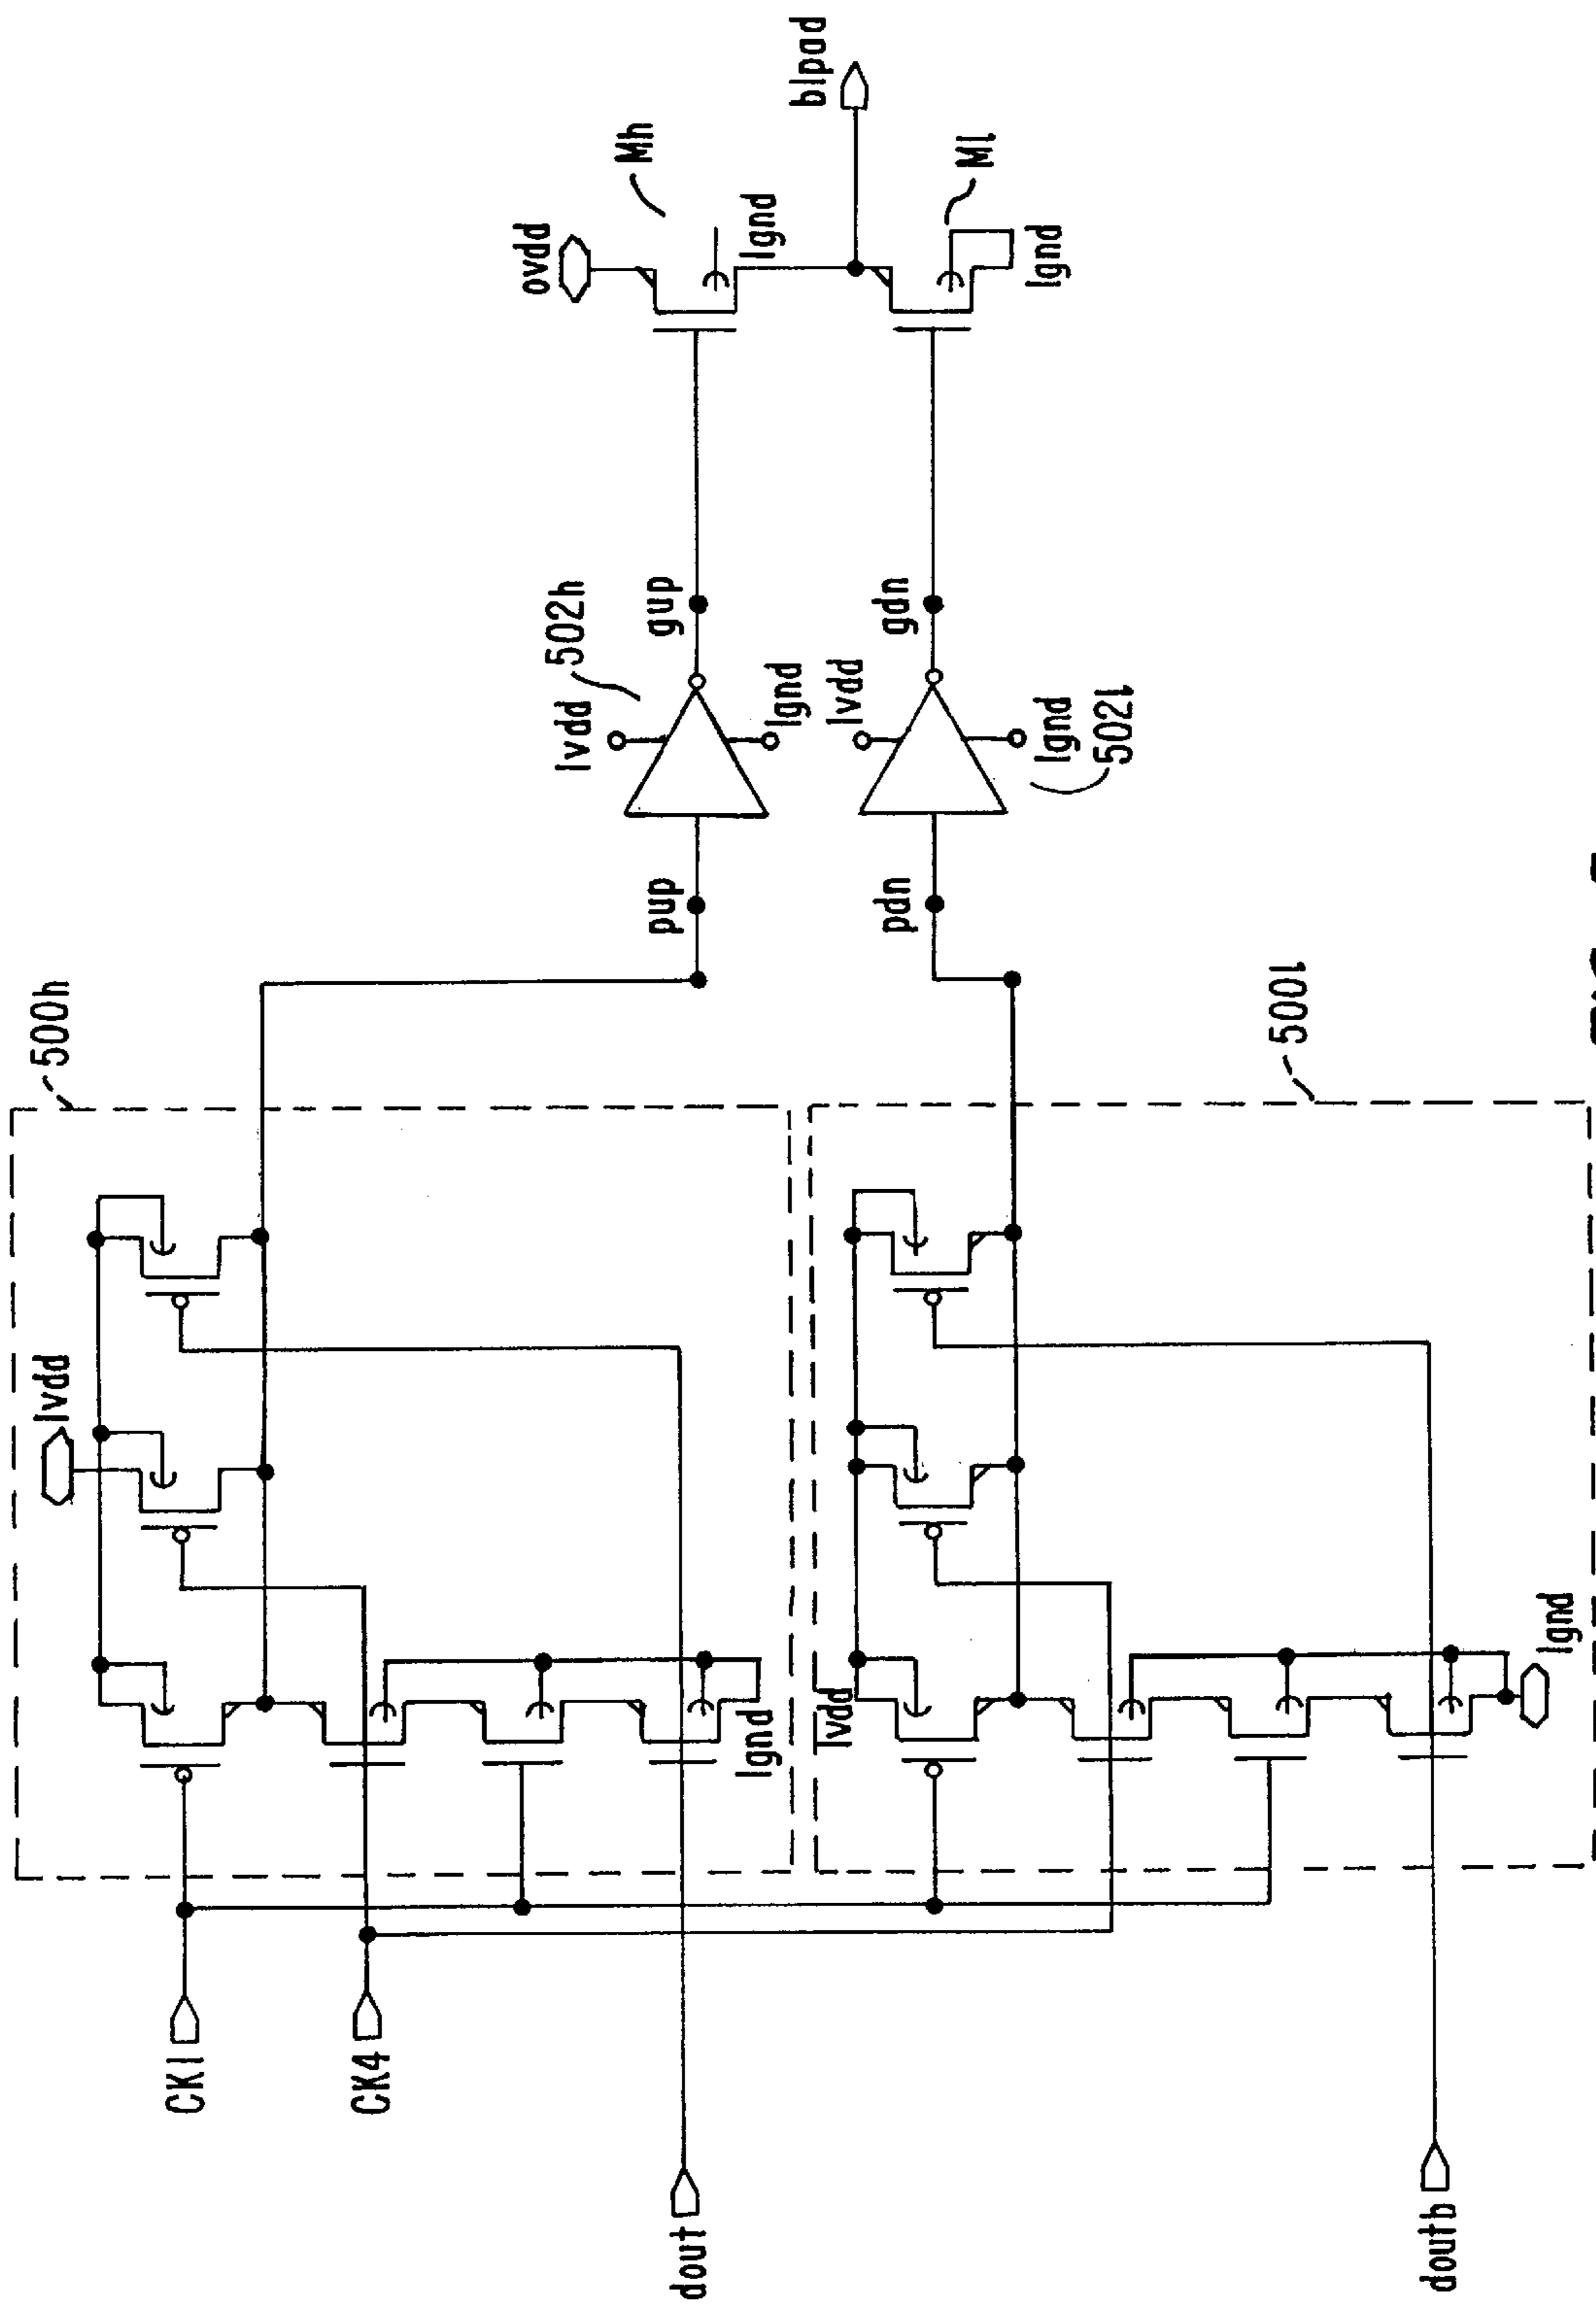 500h
lvdd
CK1
CK4
lgnd
dout
pup
lvdd
502h
lgnd
gup
ovdd
Mh
lgnd
blpad
Ml
lgnd
lvdd
pdn
lvdd
gdn
lgnd
502l
500l
lgnd
doutb